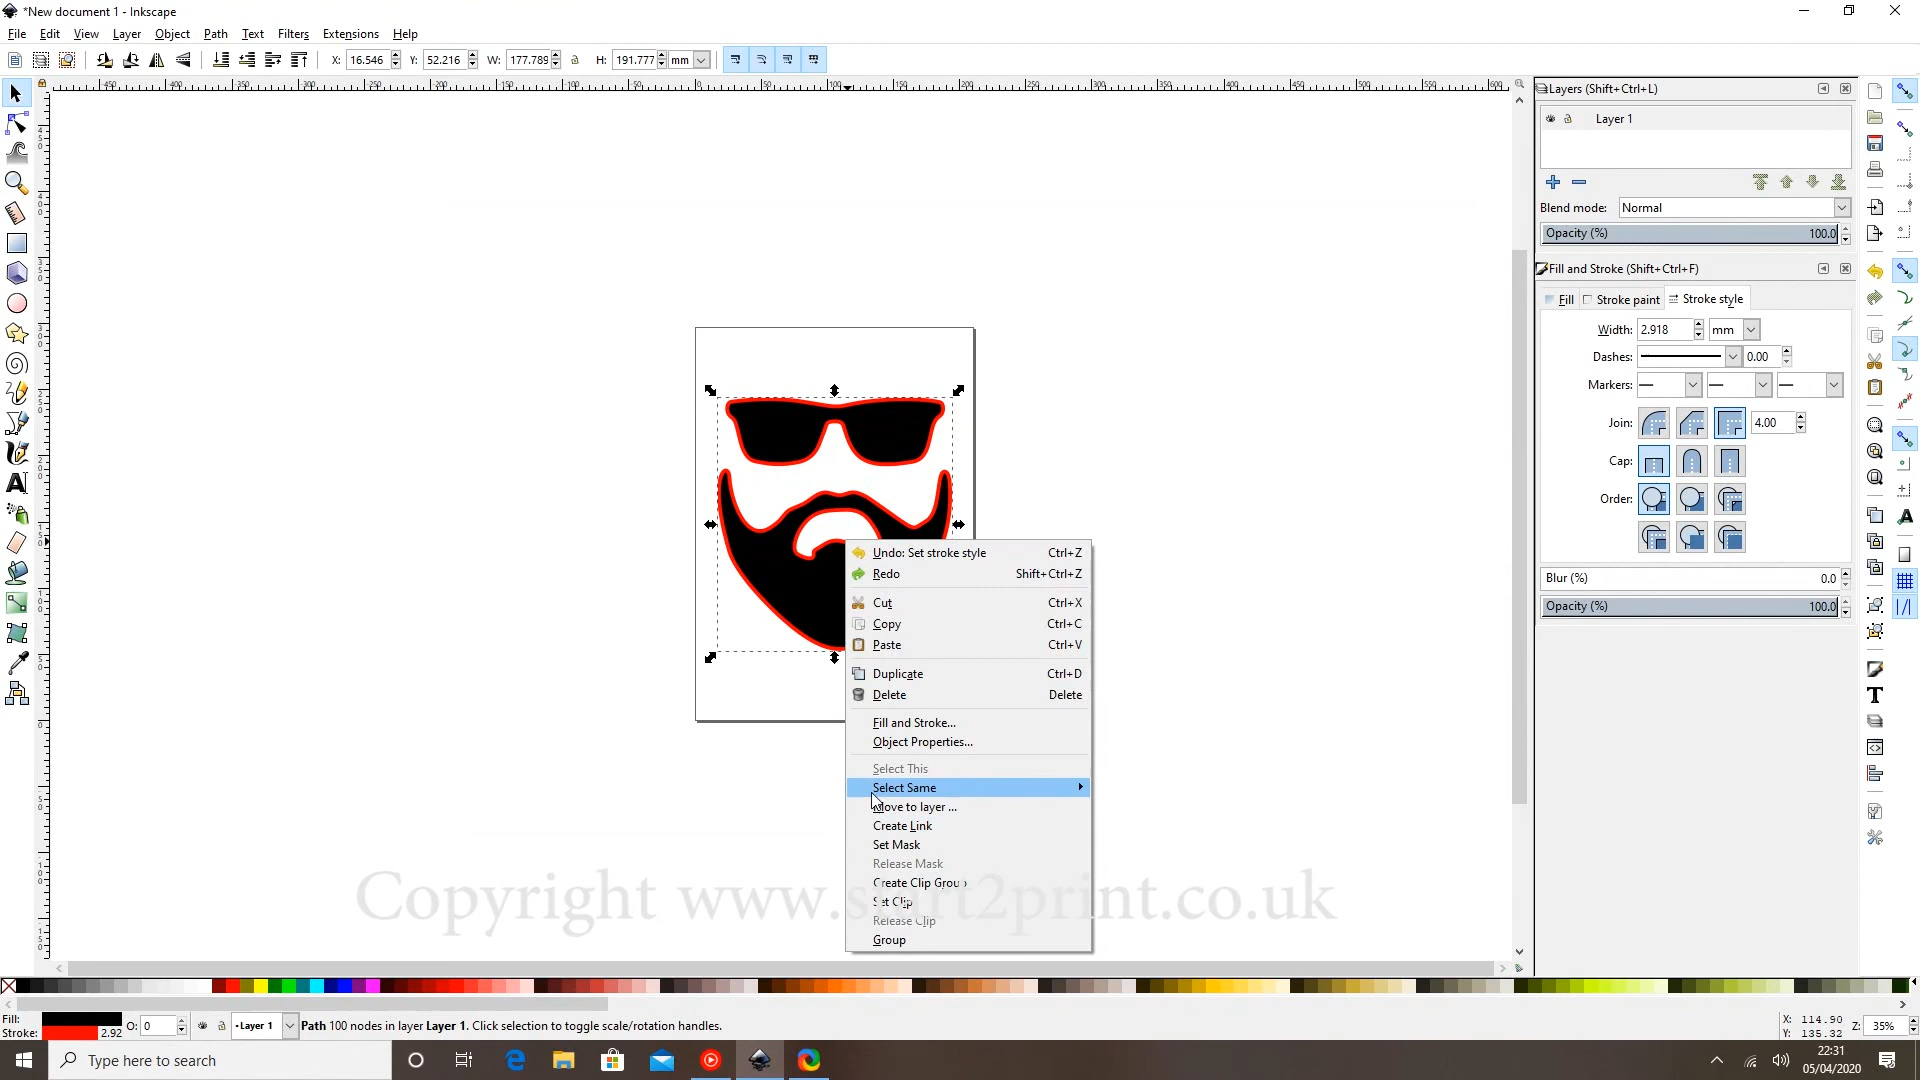 *New document 1 - Inkscape
File Edit View Layer Object Path Text Filters Extensions Help
X: 16.546 Y: 52.216 W: 177.789 H: 191.777 mm
Layers (Shift+Ctrl+L)
Layer 1
Blend mode: Normal
Opacity (%) 100.0
Fill and Stroke (Shift+Ctrl+F)
Fill Stroke paint Stroke style
Width: 2.918 mm
Dashes: 0.00
Markers:
Join: 4.00
Cap:
Order:
Blur (%) 0.0
Opacity (%) 100.0
Undo: Set stroke style Ctrl+Z
Redo Shift+Ctrl+Z
Cut Ctrl+X
Copy Ctrl+C
Paste Ctrl+V
Duplicate Ctrl+D
Delete Delete
Fill and Stroke...
Object Properties...
Select This
Select Same
Move to layer ...
Create Link
Set Mask
Release Mask
Create Clip Group
Set Clip
Release Clip
Group
Copyright www.start2print.co.uk
Fill:
Stroke: 2.92
O: 0
Layer 1
Path 100 nodes in layer Layer 1. Click selection to toggle scale/rotation handles.
X: 114.90
Y: 135.32
Z: 35%
Type here to search
22:31
05/04/2020